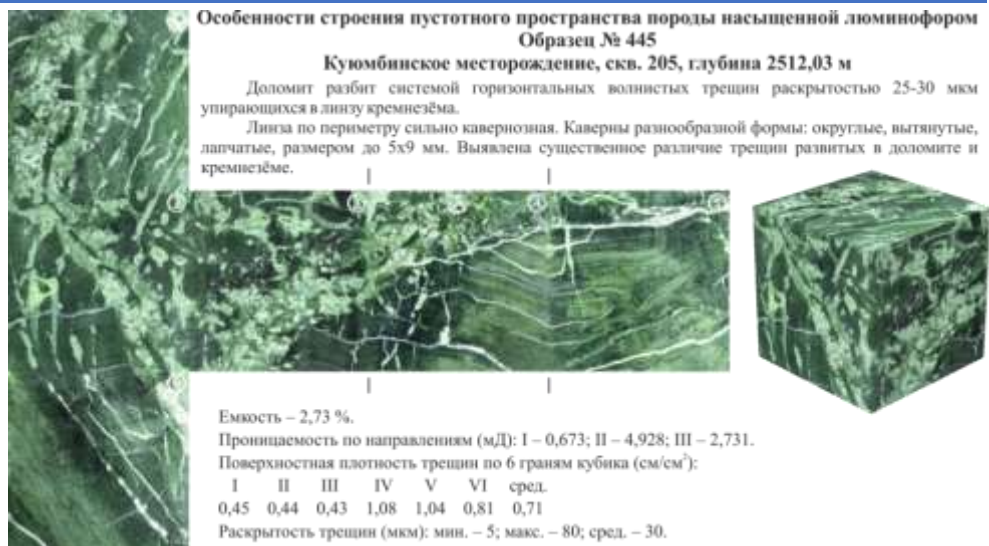 Особенности строения пустотного пространства породы насыщенной люминофором
Образец № 445
Куюмбинское месторождение, скв. 205, глубина 2512,03 м
Доломит разбит системой горизонтальных волнистых трещин раскрытостью 25-30 мкм
упирающихся в линзу кремнезёма.
Линза по периметру сильно кавернозная. Каверны разнообразной формы: округлые, вытянутые,
лапчатые, размером до 5х9 мм. Выявлена существенное различие трещин развитых в доломите и
кремнезёме.
Емкость – 2,73 %.
Проницаемость по направлениям (мД): I – 0,673; II – 4,928; III – 2,731.
Поверхностная плотность трещин по 6 граням кубика (см/см²):
I II III IV V VI сред.
0,45 0,44 0,43 1,08 1,04 0,81 0,71
Раскрытость трещин (мкм): мин. – 5; макс. – 80; сред. – 30.